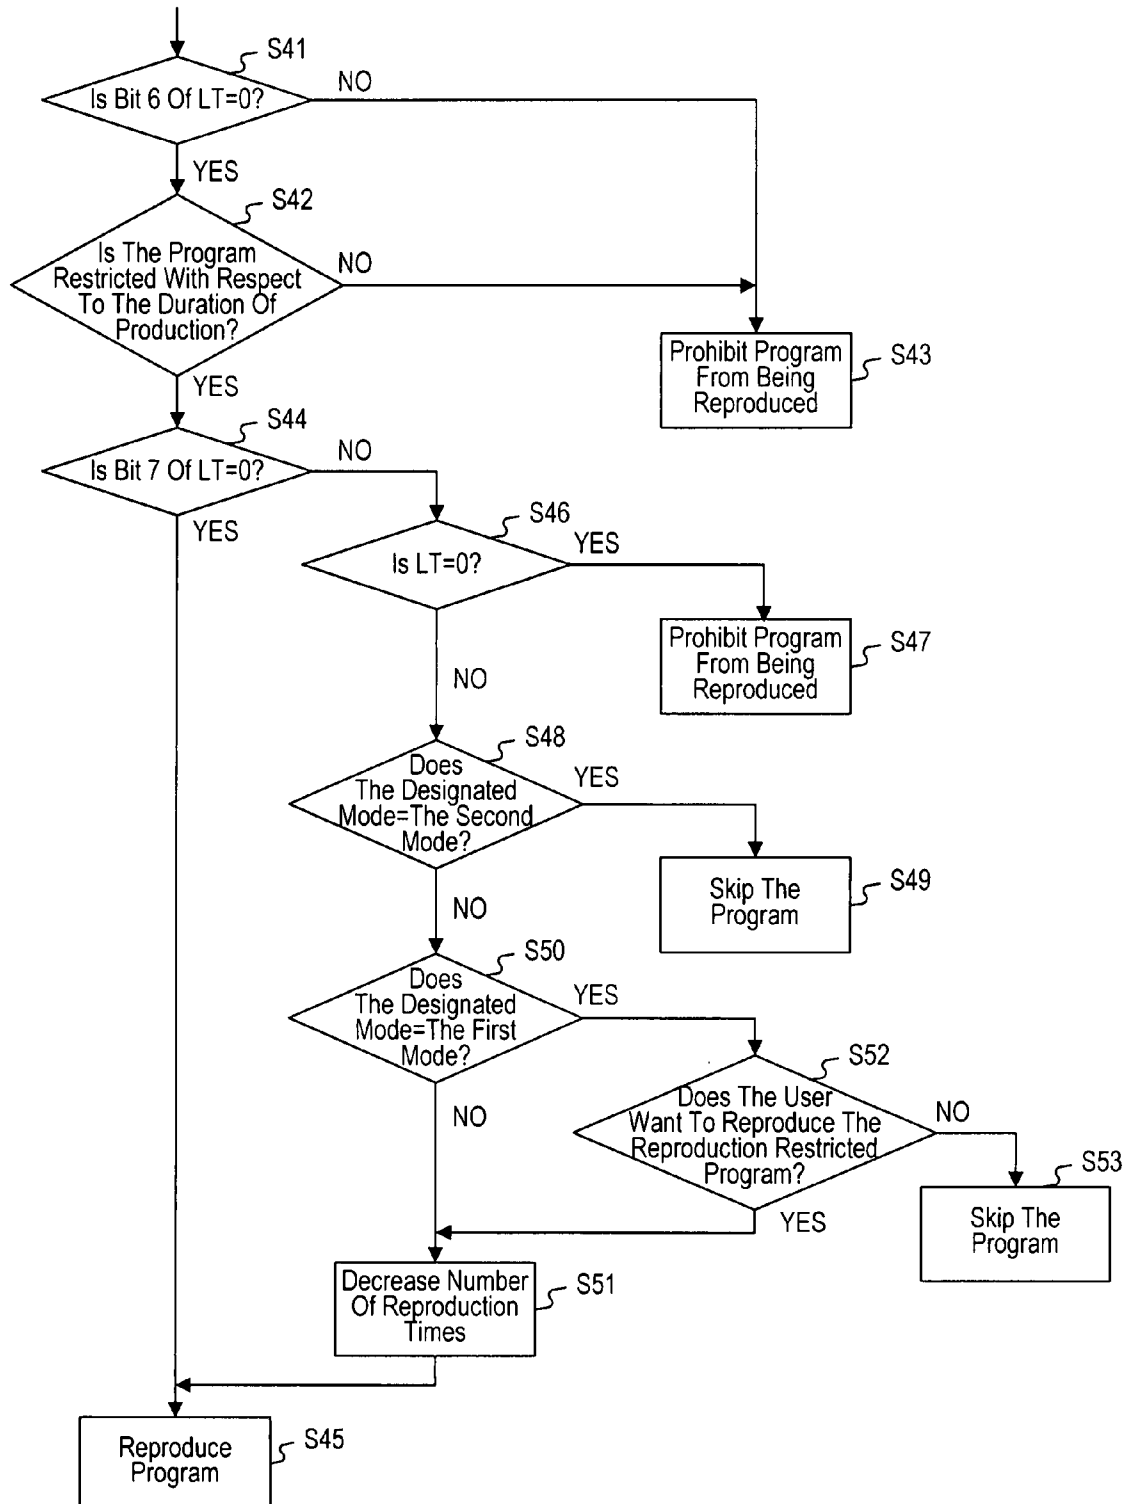 S41
Is Bit 6 Of LT=0?
NO
YES
S42
Is The Program
Restricted With Respect
To The Duration Of
Production?
NO
YES
Prohibit Program
From Being
Reproduced
S43
S44
Is Bit 7 Of LT=0?
NO
YES
S46
Is LT=0?
YES
NO
Prohibit Program
From Being
Reproduced
S47
S48
Does
The Designated
Mode=The Second
Mode?
YES
NO
Skip The
Program
S49
S50
Does
The Designated
Mode=The First
Mode?
YES
NO
S52
Does The User
Want To Reproduce The
Reproduction Restricted
Program?
NO
YES
S53
Skip The
Program
Decrease Number
Of Reproduction
Times
S51
Reproduce
Program
S45